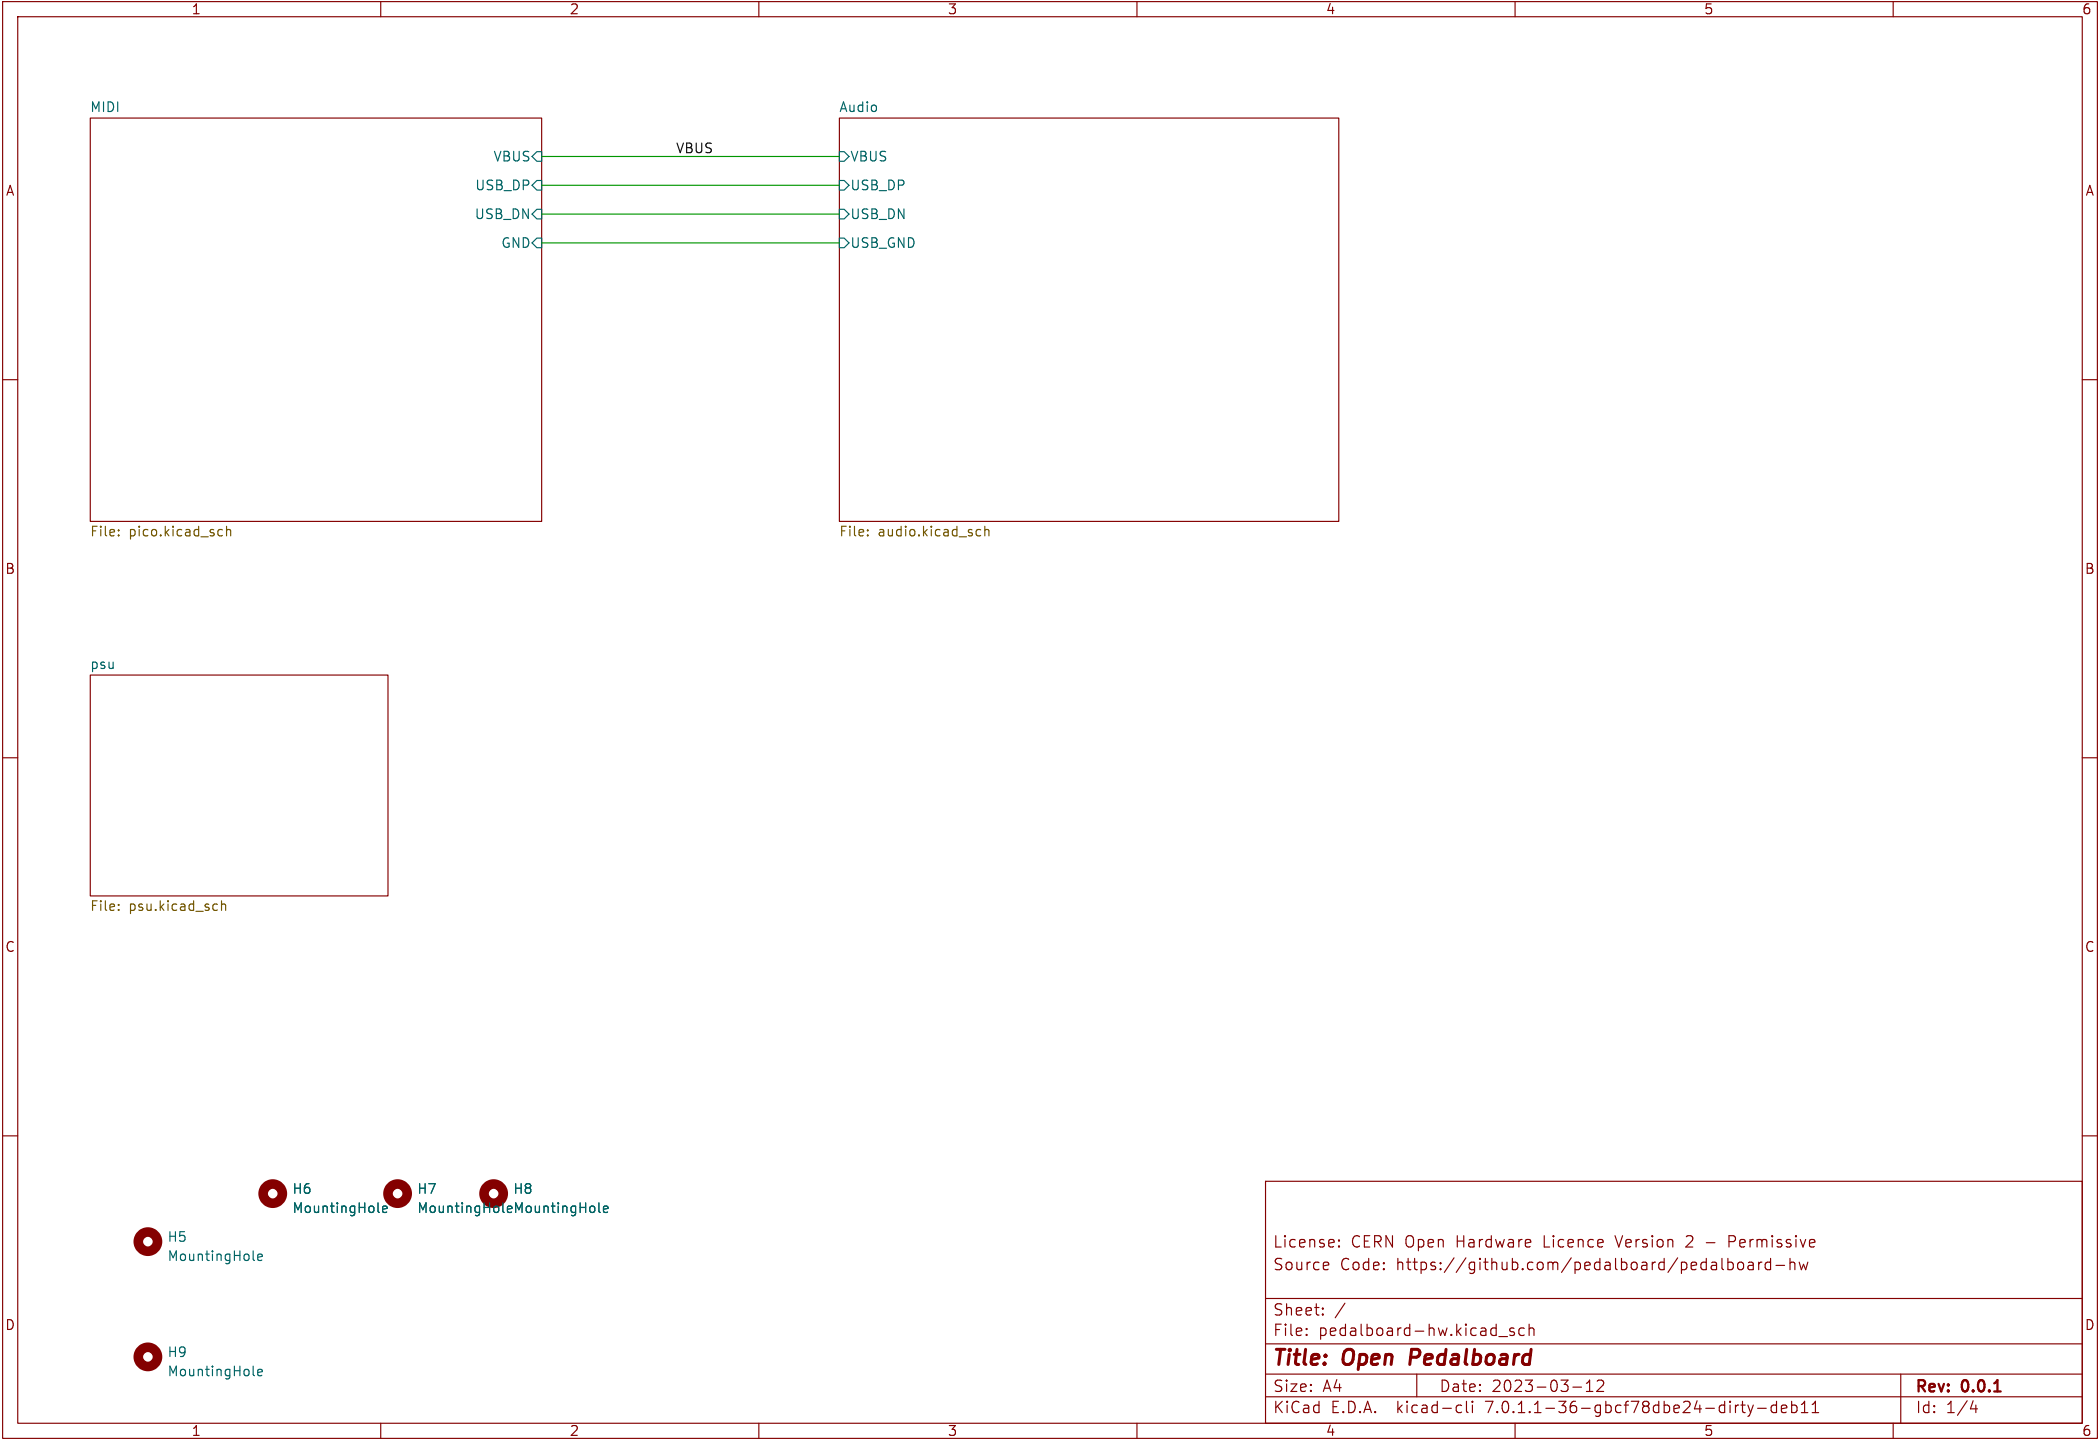 1 2 3 4 5 6
MIDI
Audio
VBUS
VBUS
VBUS
USB_DP
USB_DP
A
A
USB_DN
USB_DN
GND
USB_GND
File: pico.kicad_sch
File: audio.kicad_sch
B
B
psu
File: psu.kicad_sch
C
C
H6
MountingHole
H7
MountingHole
H8
MountingHole
H5
MountingHole
License: CERN Open Hardware Licence Version 2 - Permissive
Source Code: https://github.com/pedalboard/pedalboard-hw
Sheet: /
File: pedalboard-hw.kicad_sch
D
D
H9
MountingHole
Title: Open Pedalboard
Size: A4
Date: 2023-03-12
Rev: 0.0.1
KiCad E.D.A. kicad-cli 7.0.1.1-36-gbcf78dbe24-dirty-deb11
Id: 1/4
1 2 3 4 5 6